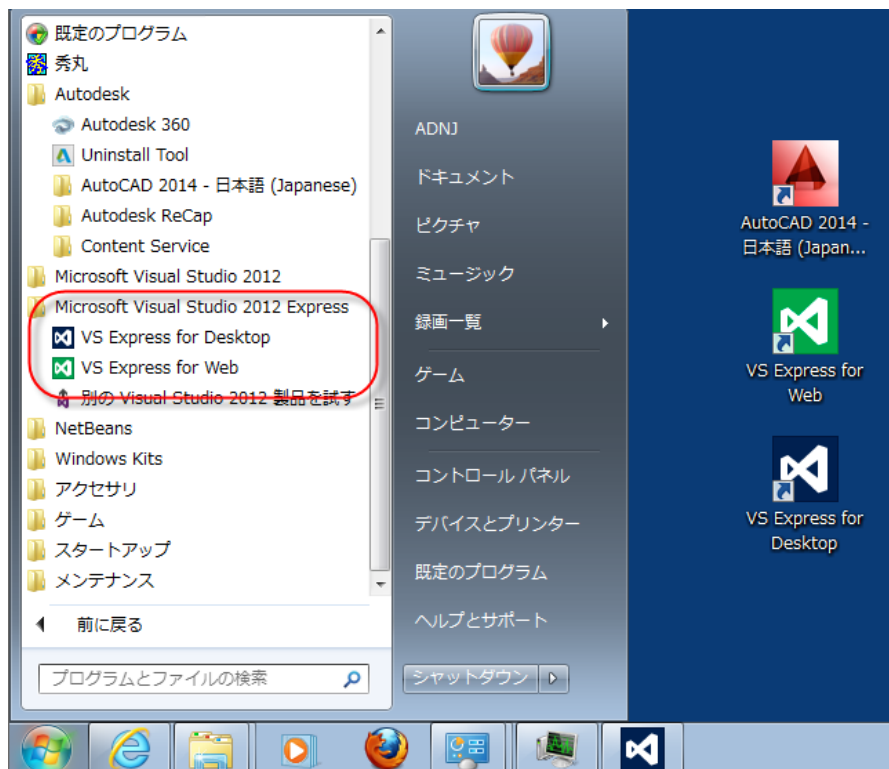 既定のプログラム
秀丸
Autodesk
Autodesk 360
Uninstall Tool
AutoCAD 2014 - 日本語 (Japanese)
Autodesk ReCap
Content Service
Microsoft Visual Studio 2012
Microsoft Visual Studio 2012 Express
VS Express for Desktop
VS Express for Web
別の Visual Studio 2012 製品を試す
NetBeans
Windows Kits
アクセサリ
ゲーム
スタートアップ
メンテナンス
前に戻る
プログラムとファイルの検索
ADNJ
ドキュメント
ピクチャ
ミュージック
録画一覧
ゲーム
コンピューター
コントロール パネル
デバイスとプリンター
既定のプログラム
ヘルプとサポート
シャットダウン
AutoCAD 2014 -
日本語 (Japan...
VS Express for
Web
VS Express for
Desktop